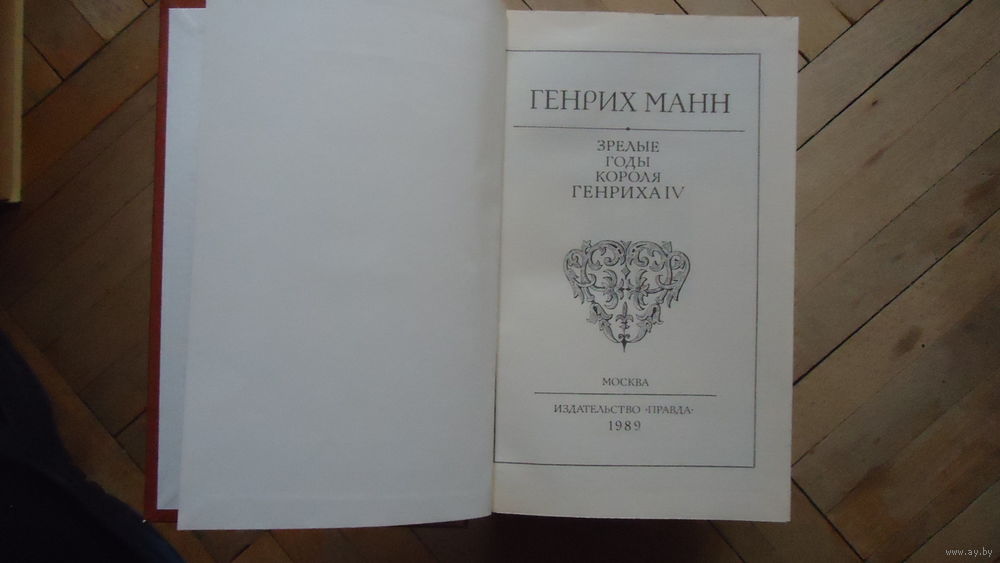 ГЕНРИХ МАНН
ЗРЕЛЫЕ
ГОДЫ
КОРОЛЯ
ГЕНРИХА IV
МОСКВА
ИЗДАТЕЛЬСТВО «ПРАВДА»
1989
www.ay.by